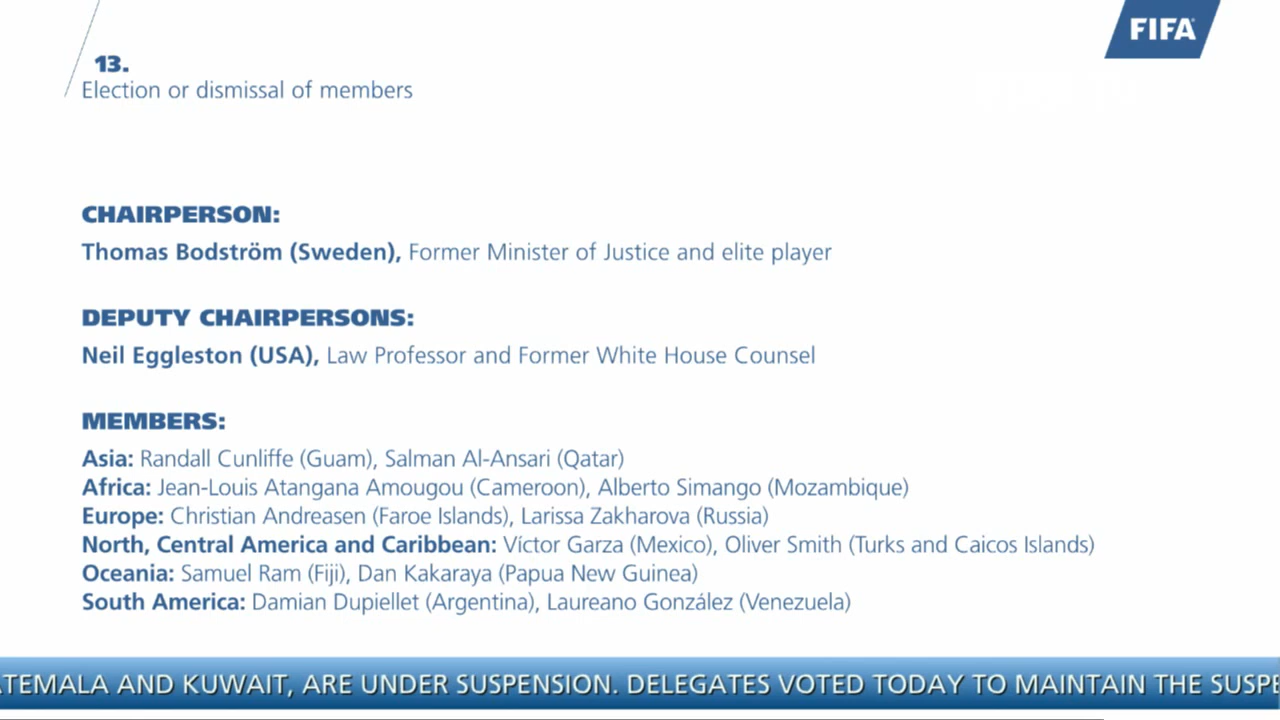 FIFA
13.
Election or dismissal of members
CHAIRPERSON:
Thomas Bodström (Sweden), Former Minister of Justice and elite player
DEPUTY CHAIRPERSONS:
Neil Eggleston (USA), Law Professor and Former White House Counsel
MEMBERS:
Asia: Randall Cunliffe (Guam), Salman Al-Ansari (Qatar)
Africa: Jean-Louis Atangana Amougou (Cameroon), Alberto Simango (Mozambique)
Europe: Christian Andreasen (Faroe Islands), Larissa Zakharova (Russia)
North, Central America and Caribbean: Víctor Garza (Mexico), Oliver Smith (Turks and Caicos Islands)
Oceania: Samuel Ram (Fiji), Dan Kakaraya (Papua New Guinea)
South America: Damian Dupiellet (Argentina), Laureano González (Venezuela)
ATEMALA AND KUWAIT, ARE UNDER SUSPENSION. DELEGATES VOTED TODAY TO MAINTAIN THE SUSPE